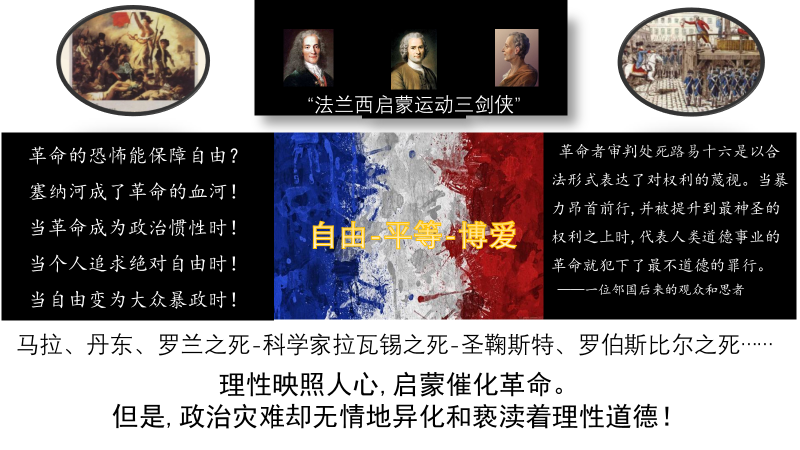 “法兰西启蒙运动三剑侠”
革命的恐怖能保障自由？
塞纳河成了革命的血河！
当革命成为政治惯性时！
当个人追求绝对自由时！
当自由变为大众暴政时！
自由-平等-博爱
革命者审判处死路易十六是以合
法形式表达了对权利的蔑视。当暴
力昂首前行,并被提升到最神圣的
权利之上时,代表人类道德事业的
革命就犯下了最不道德的罪行。
——一位邻国后来的观众和思者
马拉、丹东、罗兰之死-科学家拉瓦锡之死-圣鞠斯特、罗伯斯比尔之死……
理性映照人心,启蒙催化革命。
但是,政治灾难却无情地异化和亵渎着理性道德！